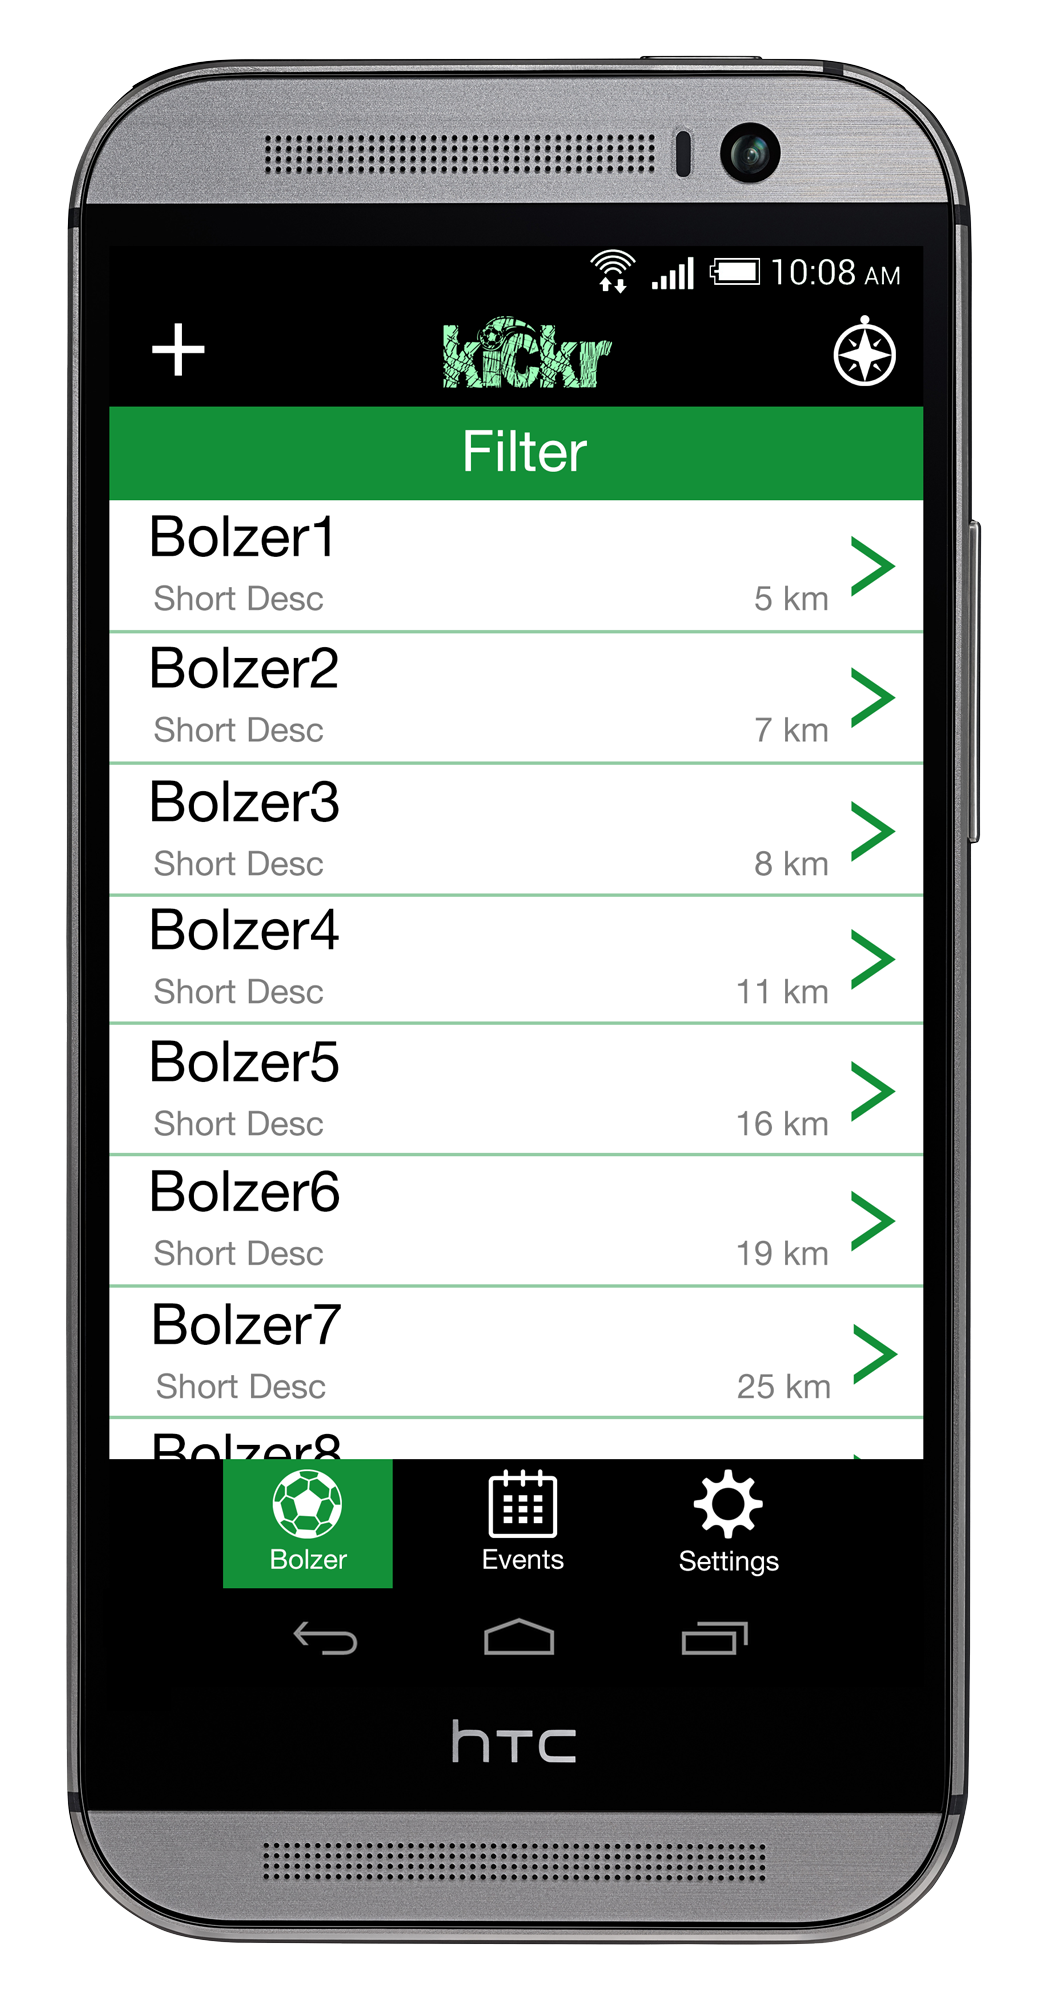 10:08 AM
kickr
Filter
Bolzer1
Short Desc 5 km
Bolzer2
Short Desc 7 km
Bolzer3
Short Desc 8 km
Bolzer4
Short Desc 11 km
Bolzer5
Short Desc 16 km
Bolzer6
Short Desc 19 km
Bolzer7
Short Desc 25 km
Bolzer8
Bolzer Events Settings
hTC